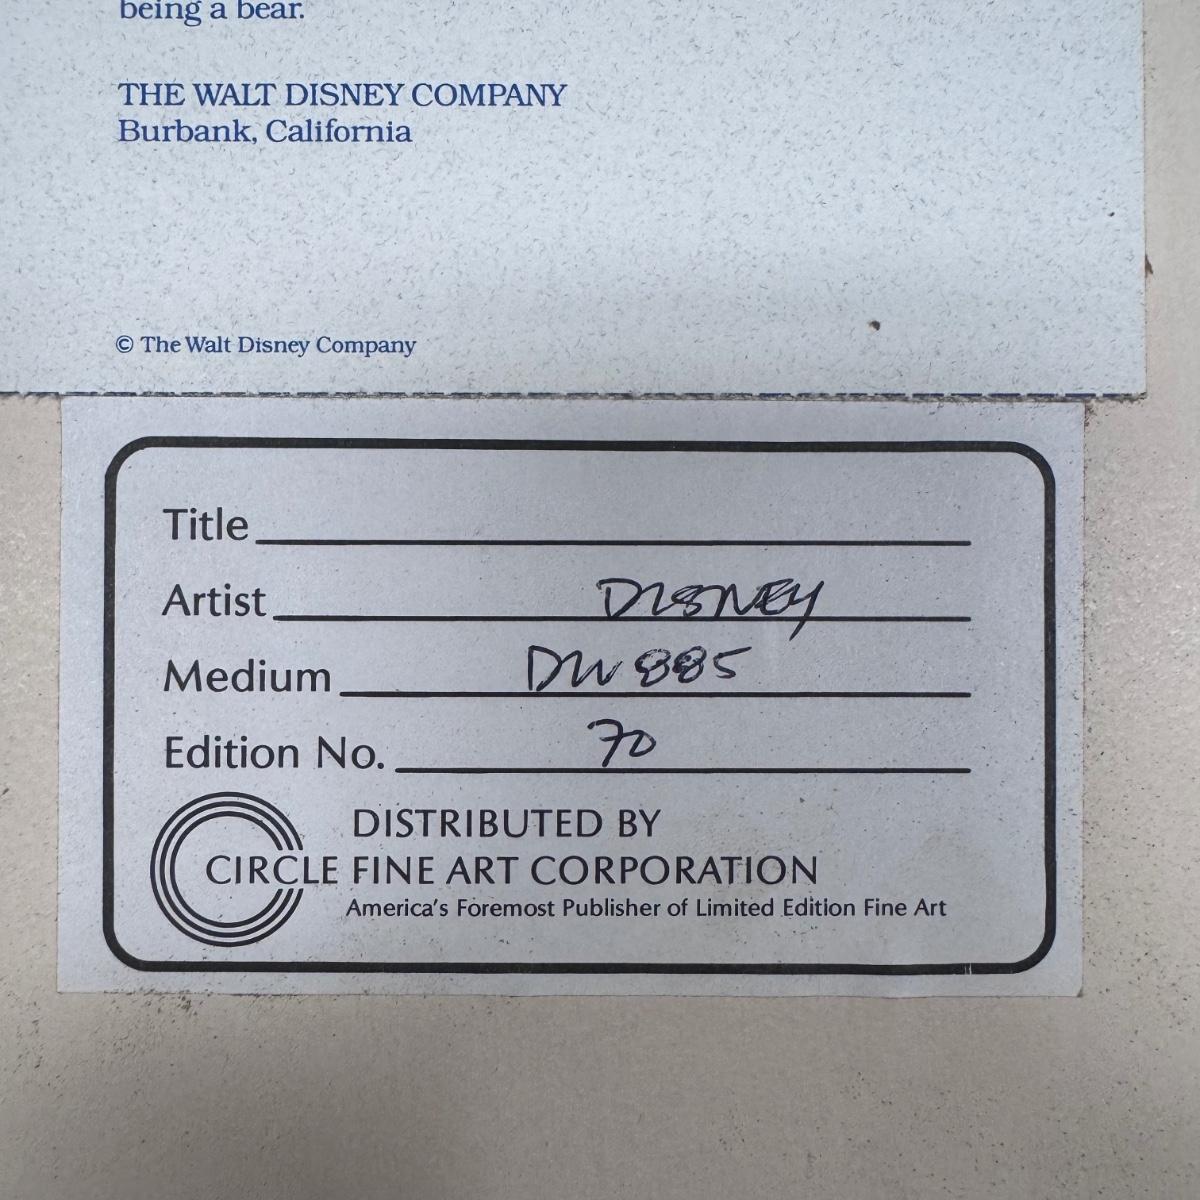 being a bear.
THE WALT DISNEY COMPANY
Burbank, California
© The Walt Disney Company
Title
Artist DISNEY
Medium DW 885
Edition No. 70
DISTRIBUTED BY
CIRCLE FINE ART CORPORATION
America's Foremost Publisher of Limited Edition Fine Art